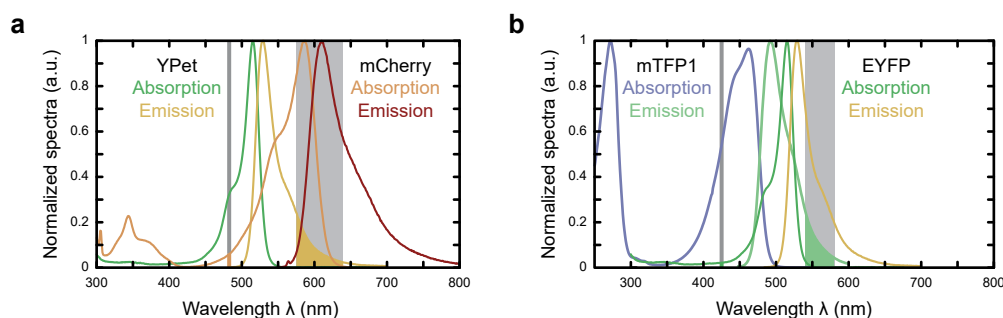 a
Normalized spectra (a.u.)
1
0.8
0.6
0.4
0.2
0
YPet
Absorption
Emission
mCherry
Absorption
Emission
300 400 500 600 700 800
Wavelength λ (nm)
b
Normalized spectra (a.u.)
1
0.8
0.6
0.4
0.2
0
mTFP1
Absorption
Emission
EYFP
Absorption
Emission
300 400 500 600 700 800
Wavelength λ (nm)